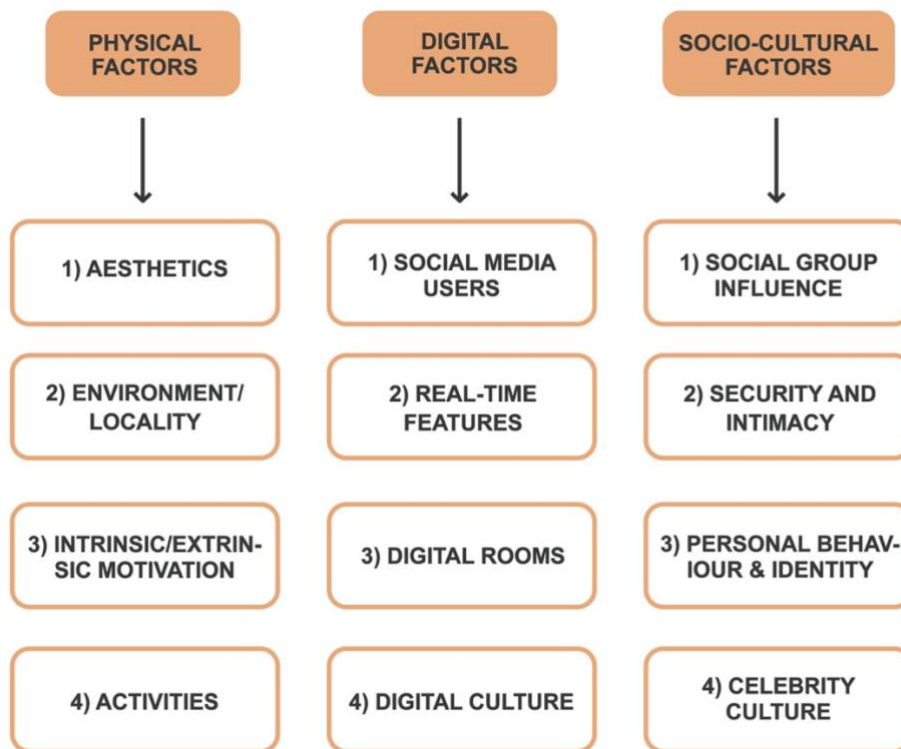 PHYSICAL
FACTORS
1) AESTHETICS
2) ENVIRONMENT/
LOCALITY
3) INTRINSIC/EXTRIN-
SIC MOTIVATION
4) ACTIVITIES
DIGITAL
FACTORS
1) SOCIAL MEDIA
USERS
2) REAL-TIME
FEATURES
3) DIGITAL ROOMS
4) DIGITAL CULTURE
SOCIO-CULTURAL
FACTORS
1) SOCIAL GROUP
INFLUENCE
2) SECURITY AND
INTIMACY
3) PERSONAL BEHAV-
IOUR & IDENTITY
4) CELEBRITY
CULTURE